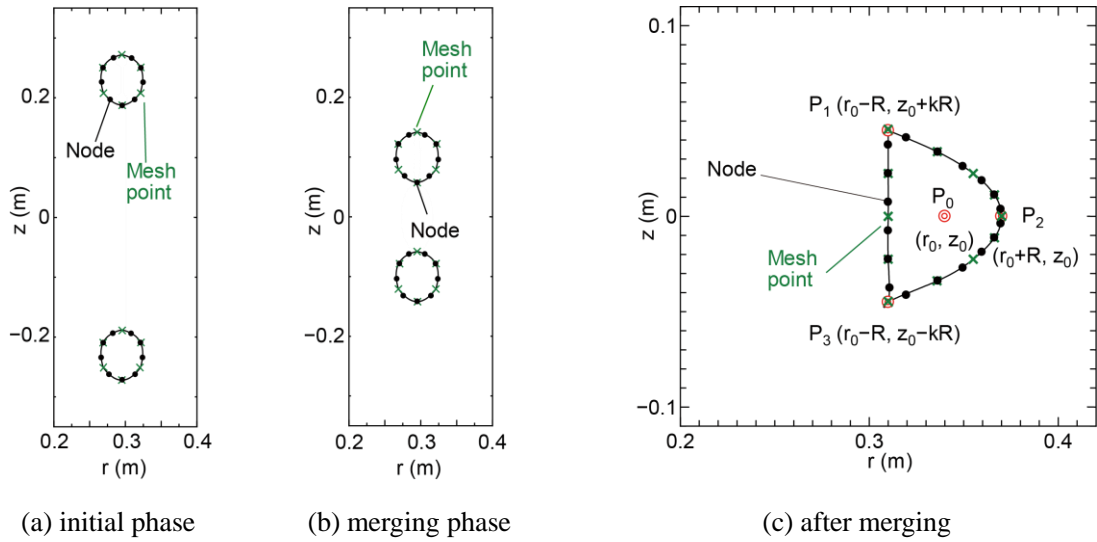 0.2
0
−0.2
z (m)
0.2
0.3
0.4
r (m)
Node
Mesh
point
(a) initial phase
0.2
0
−0.2
z (m)
0.2
0.3
0.4
r (m)
Mesh
point
Node
(b) merging phase
0.1
0
−0.1
z (m)
0.2
0.3
0.4
r (m)
P1 (r0−R, z0+kR)
Node
P0
P2
(r0, z0)
(r0+R, z0)
Mesh
point
P3 (r0−R, z0−kR)
(c) after merging